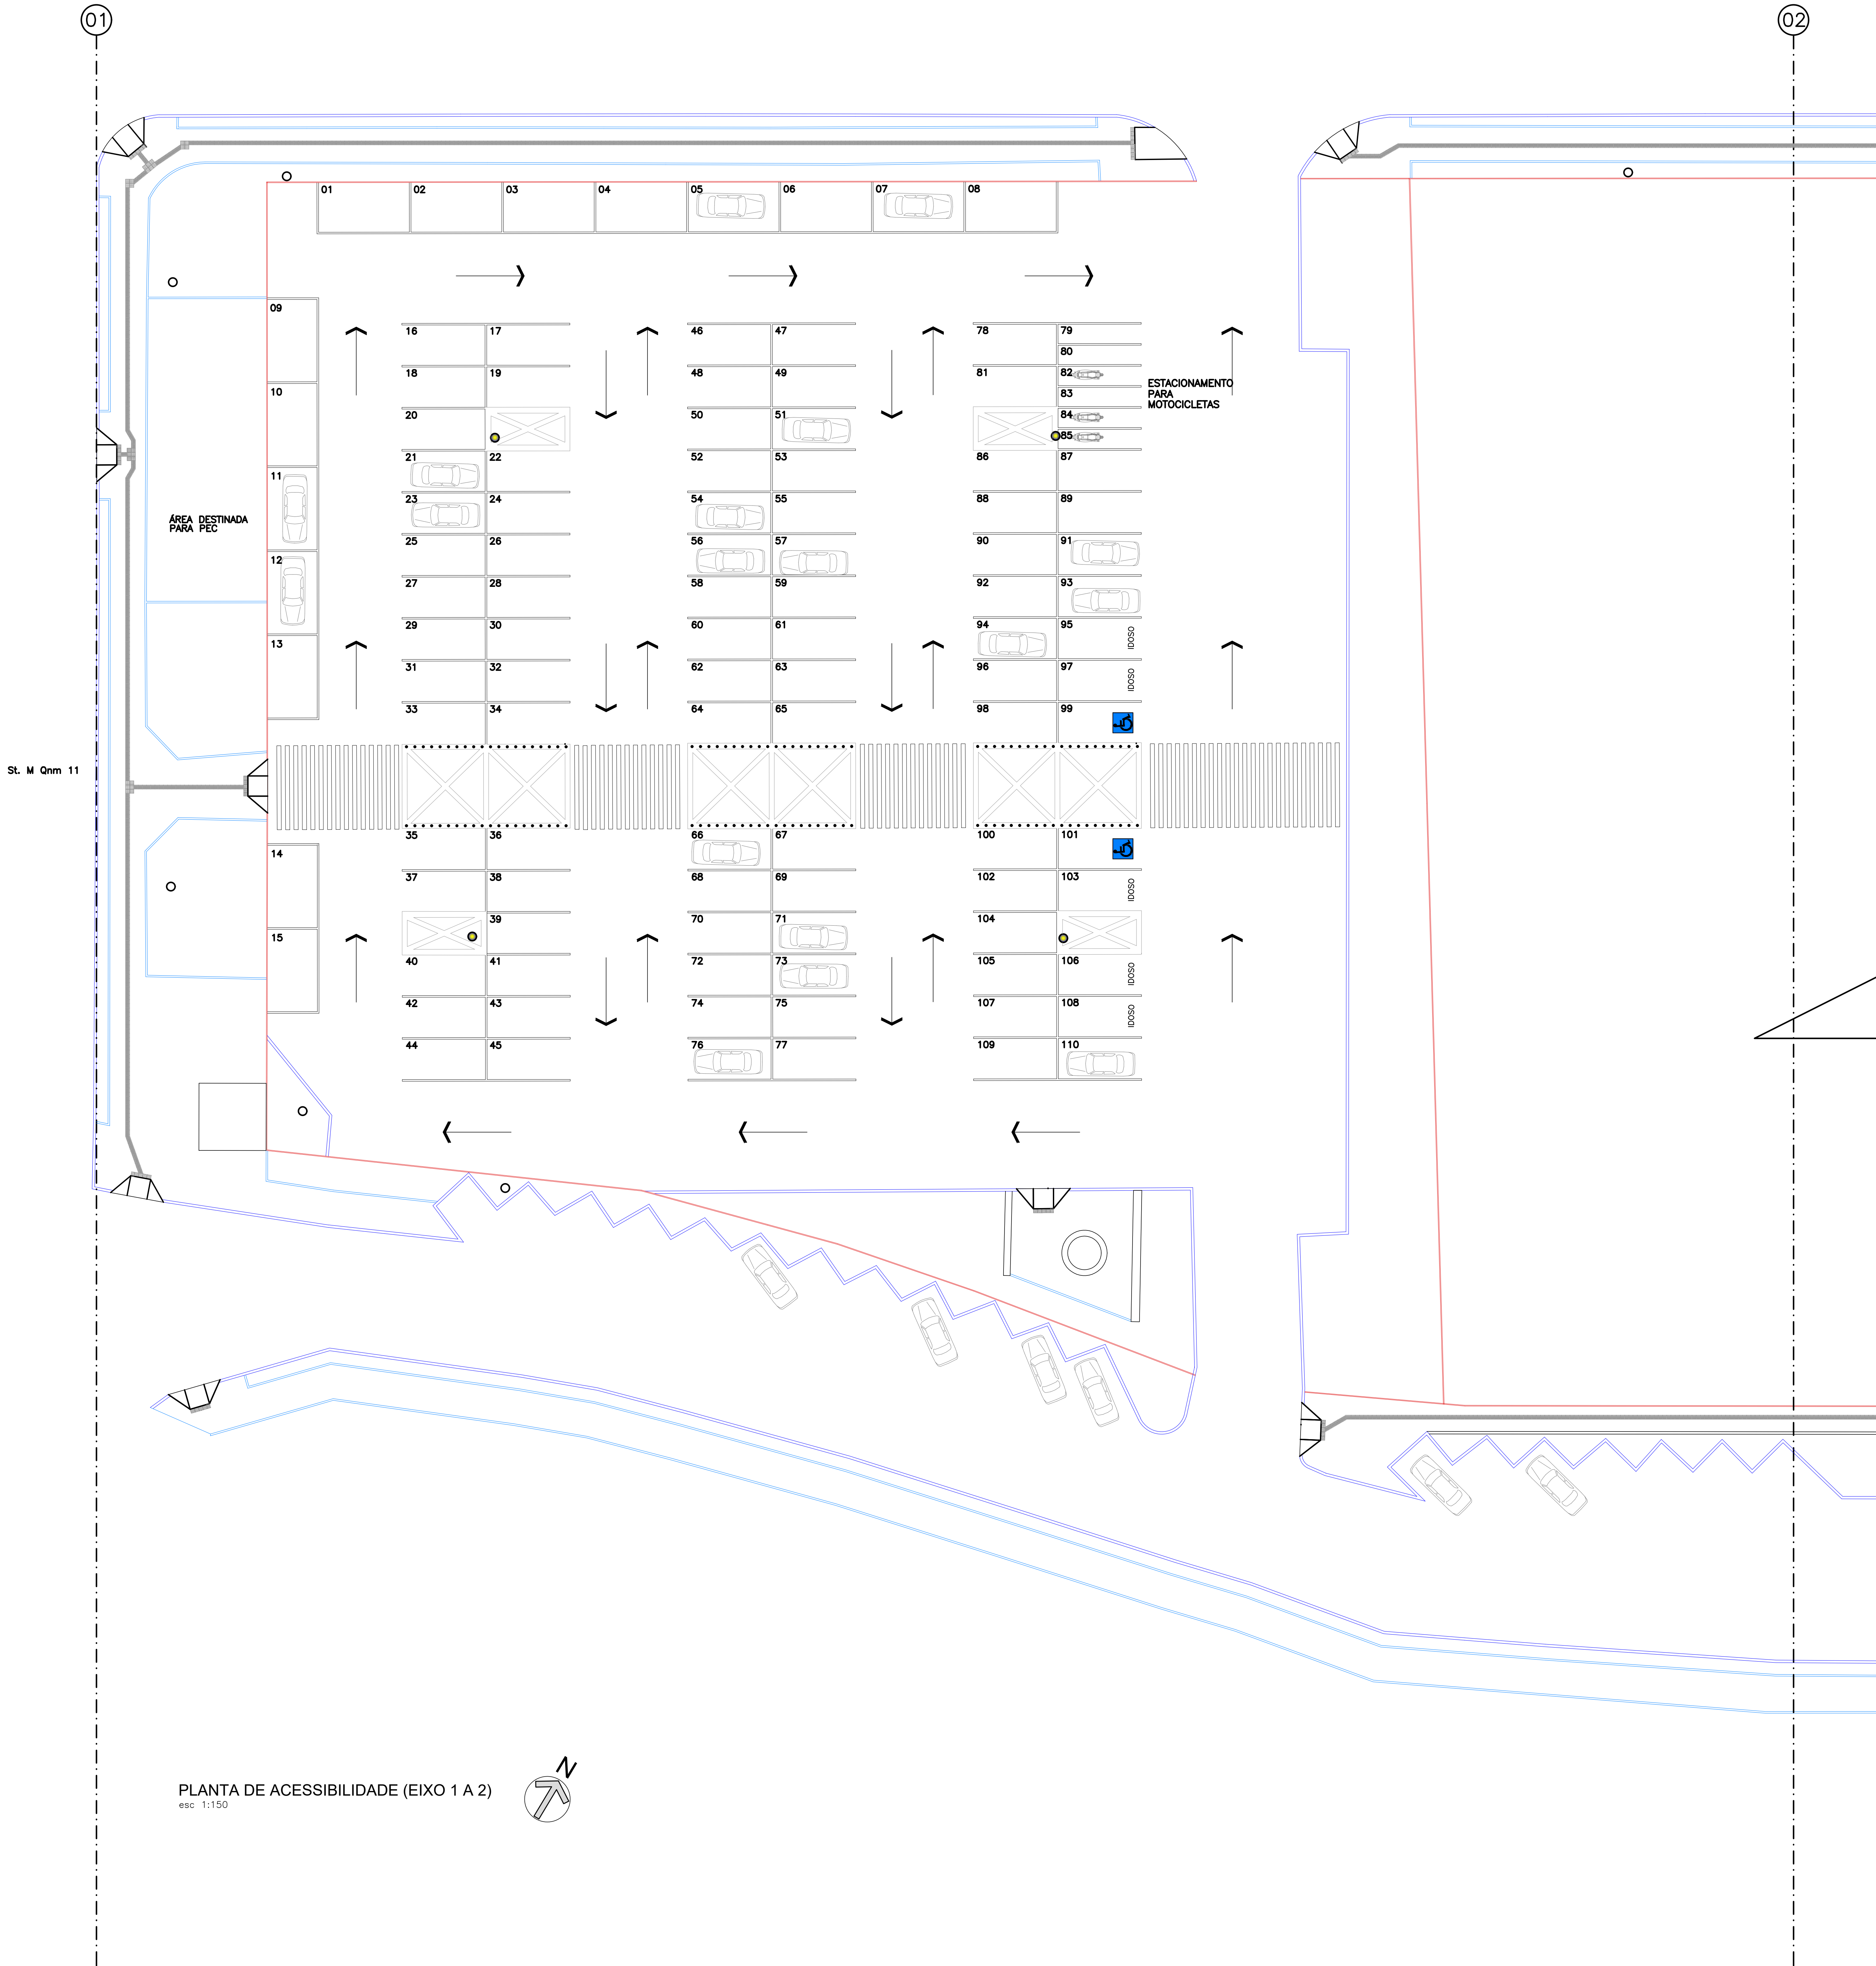 01
02
01 02 03 04 05 06 07 08
09
16 17 46 47 78 79
80
18 19 48 49 81 82
ESTACIONAMENTO
PARA
MOTOCICLETAS
10
83
20 50 51 84
85
21 22 52 53 86 87
11
23 24 54 55 88 89
ÁREA DESTINADA
PARA PEC
25 26 56 57 90 91
12
27 28 58 59 92 93
29 30 60 61 94 95 IDOSO
13
31 32 62 63 96 97 IDOSO
33 34 64 65 98 99
St. M Qnm 11
35 36 66 67 100 101
14
37 38 68 69 102 103 IDOSO
39 70 71 104
15
40 41 72 73 105 106 IDOSO
42 43 74 75 107 108 IDOSO
44 45 76 77 109 110
N
PLANTA DE ACESSIBILIDADE (EIXO 1 A 2)
esc 1:150